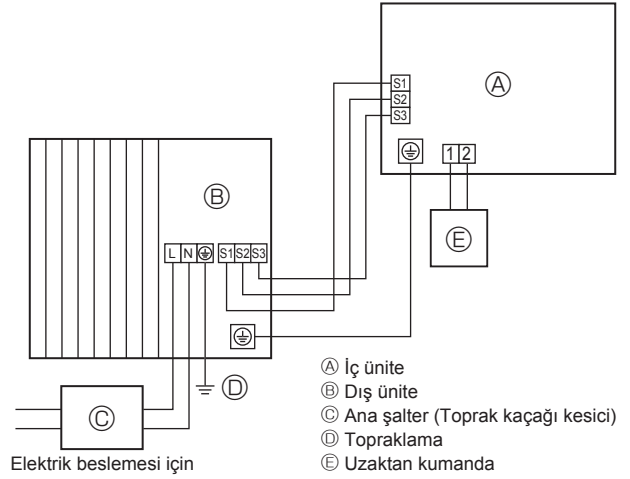 S1
S2
S3
Ⓐ
1 2
Ⓔ
Ⓑ
L N S1 S2 S3
Ⓓ
Ⓒ
Elektrik beslemesi için
Ⓐ İç ünite
Ⓑ Dış ünite
Ⓒ Ana şalter (Toprak kaçağı kesici)
Ⓓ Topraklama
Ⓔ Uzaktan kumanda